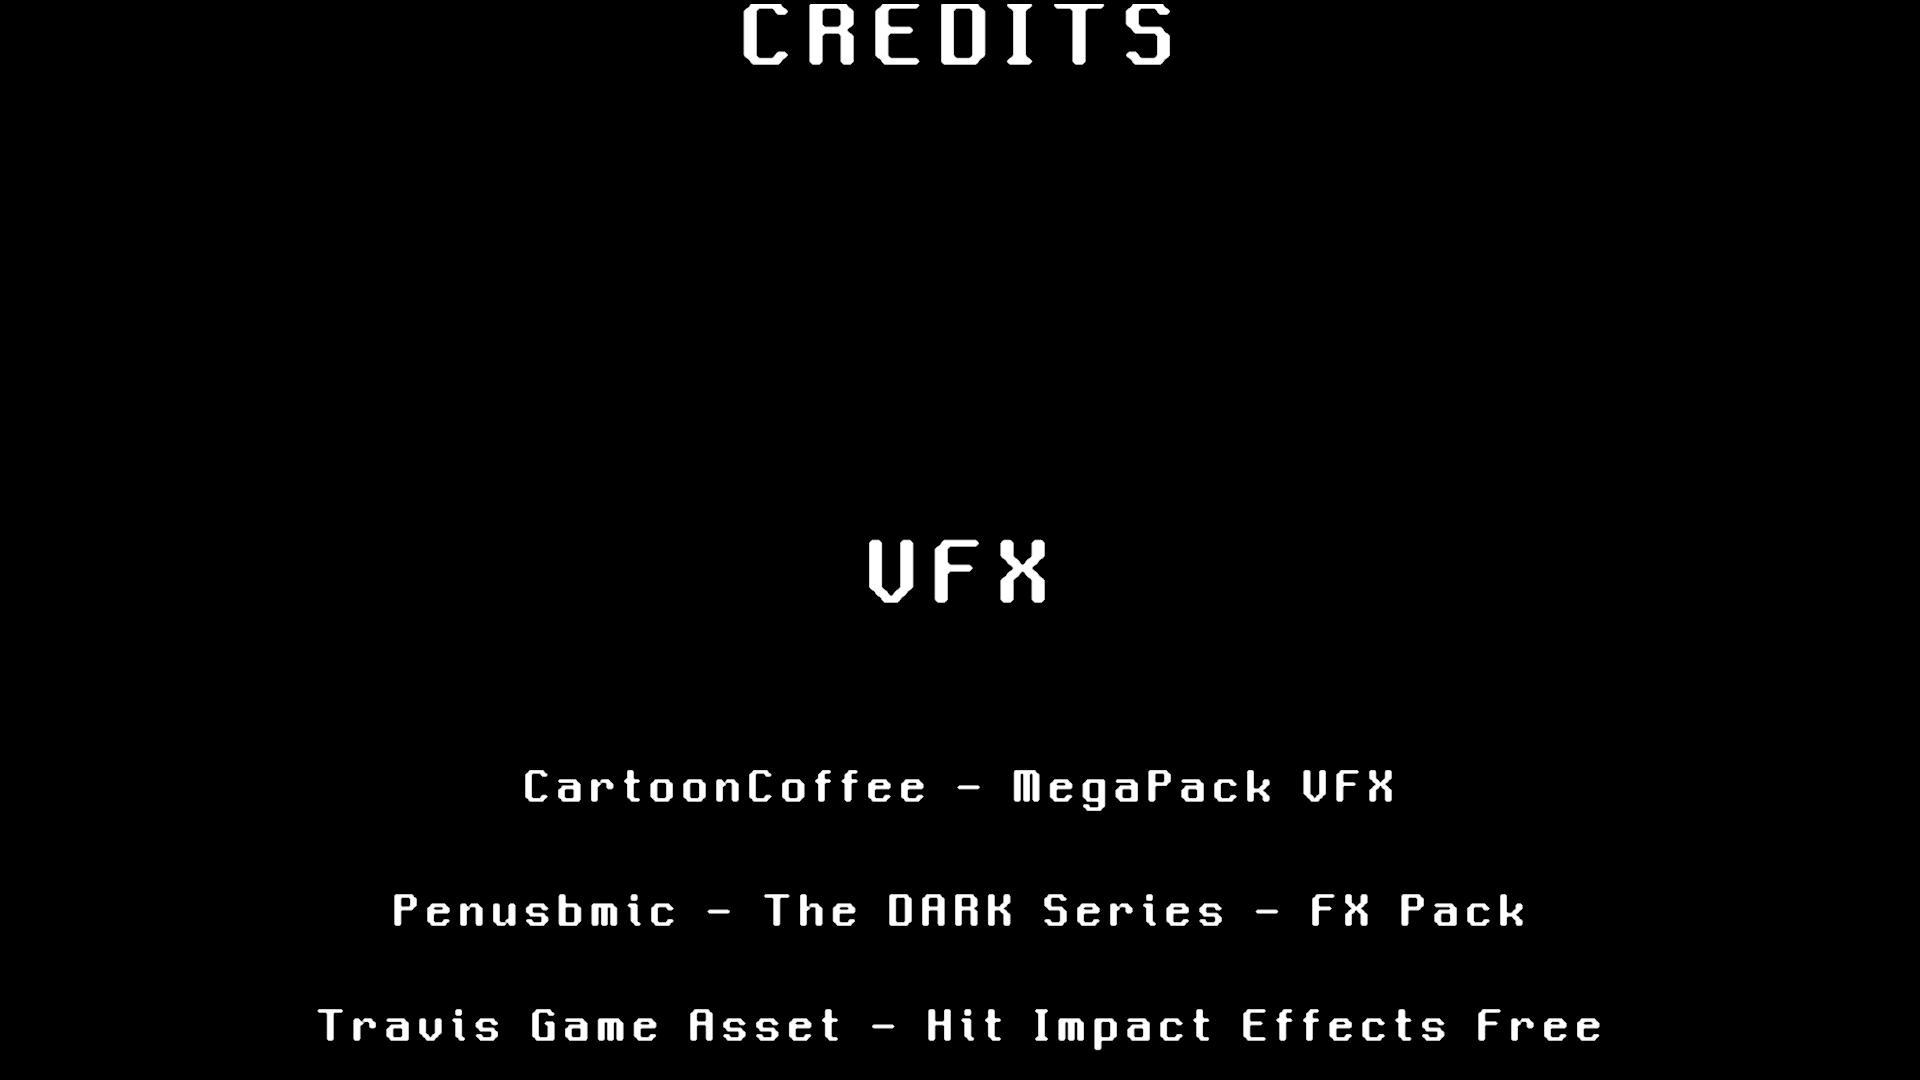 CREDITS
VFX
CartoonCoffee - MegaPack VFX
Penusbmic - The DARK Series - FX Pack
Travis Game Asset - Hit Impact Effects Free